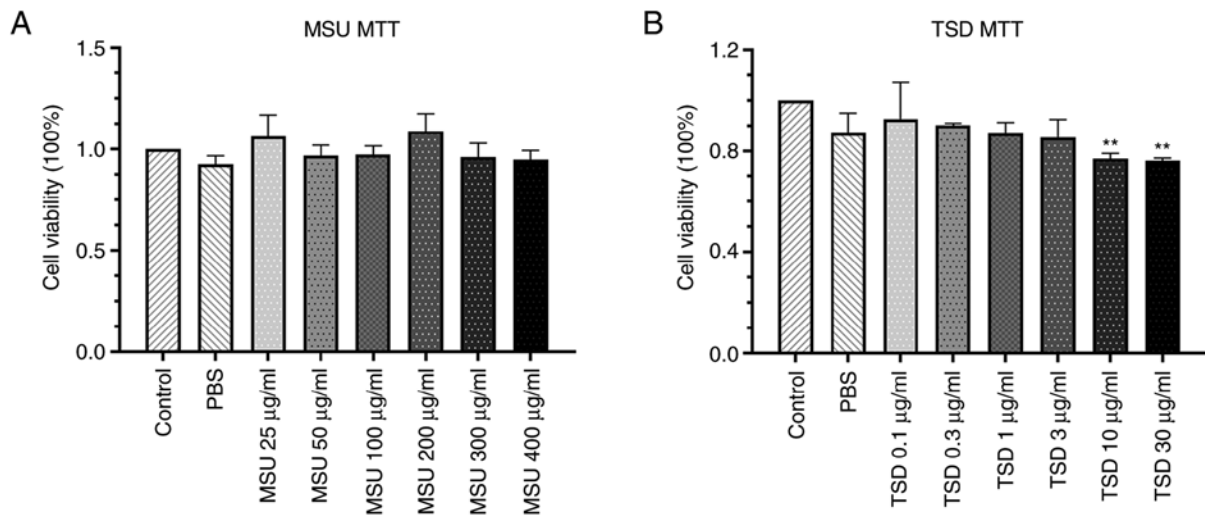 A
MSU MTT
Cell viability (100%)
1.5
1.0
0.5
0.0
Control
PBS
MSU 25 µg/ml
MSU 50 µg/ml
MSU 100 µg/ml
MSU 200 µg/ml
MSU 300 µg/ml
MSU 400 µg/ml
B
TSD MTT
Cell viability (100%)
1.2
0.8
0.4
0.0
**
**
Control
PBS
TSD 0.1 µg/ml
TSD 0.3 µg/ml
TSD 1 µg/ml
TSD 3 µg/ml
TSD 10 µg/ml
TSD 30 µg/ml